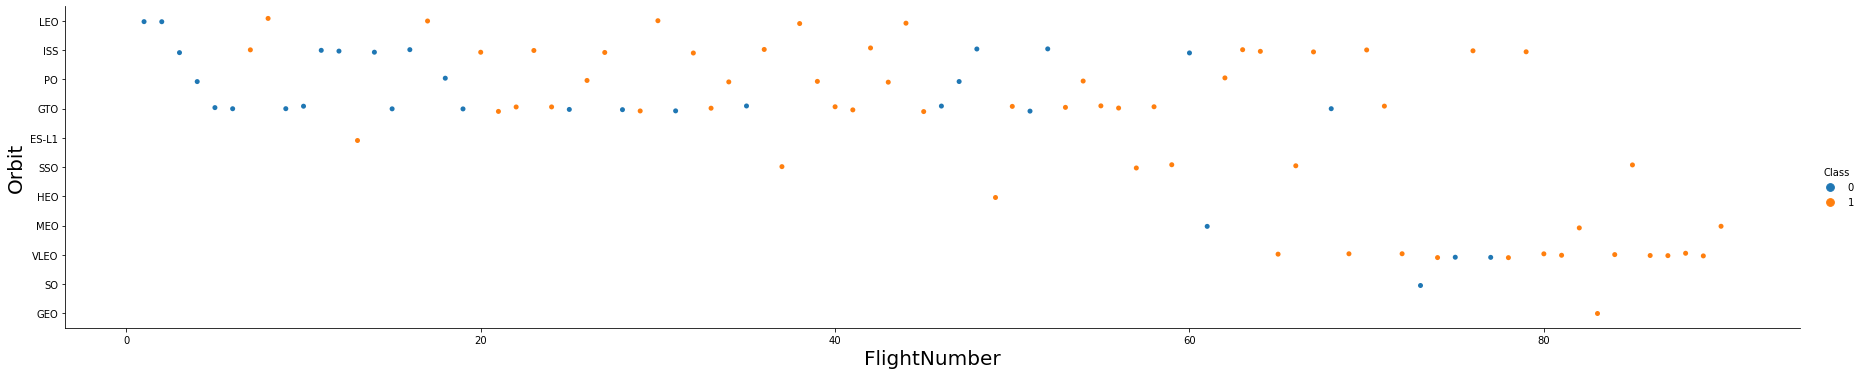 LEO
ISS
PO
GTO
ES-L1
SSO
HEO
MEO
VLEO
SO
GEO
Orbit
0 20 40 60 80
FlightNumber
Class
0
1